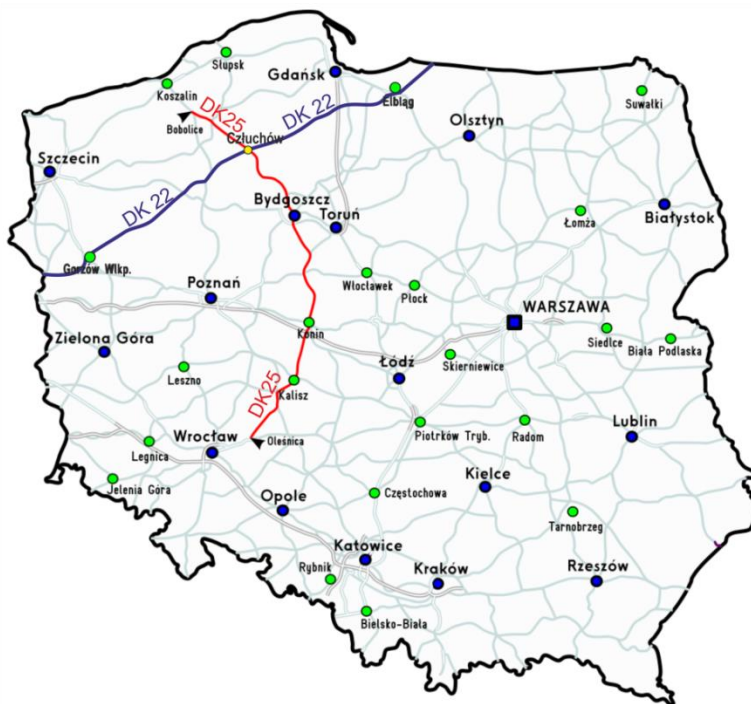 Słupsk
Gdańsk
Koszalin
Elbląg
Suwałki
DK25
Bobolice
DK 22
Człuchów
Olsztyn
Szczecin
DK 22
Bydgoszcz
Toruń
Łomża
Białystok
Gorzów Wlkp.
Poznań
Włocławek
Płock
WARSZAWA
Konin
Siedlce
Biała Podlaska
Zielona Góra
Skierniewice
Leszno
Łódź
DK25
Kalisz
Piotrków Tryb.
Radom
Lublin
Oleśnica
Wrocław
Legnica
Kielce
Jelenia Góra
Opole
Częstochowa
Tarnobrzeg
Katowice
Rybnik
Kraków
Rzeszów
Bielsko-Biała